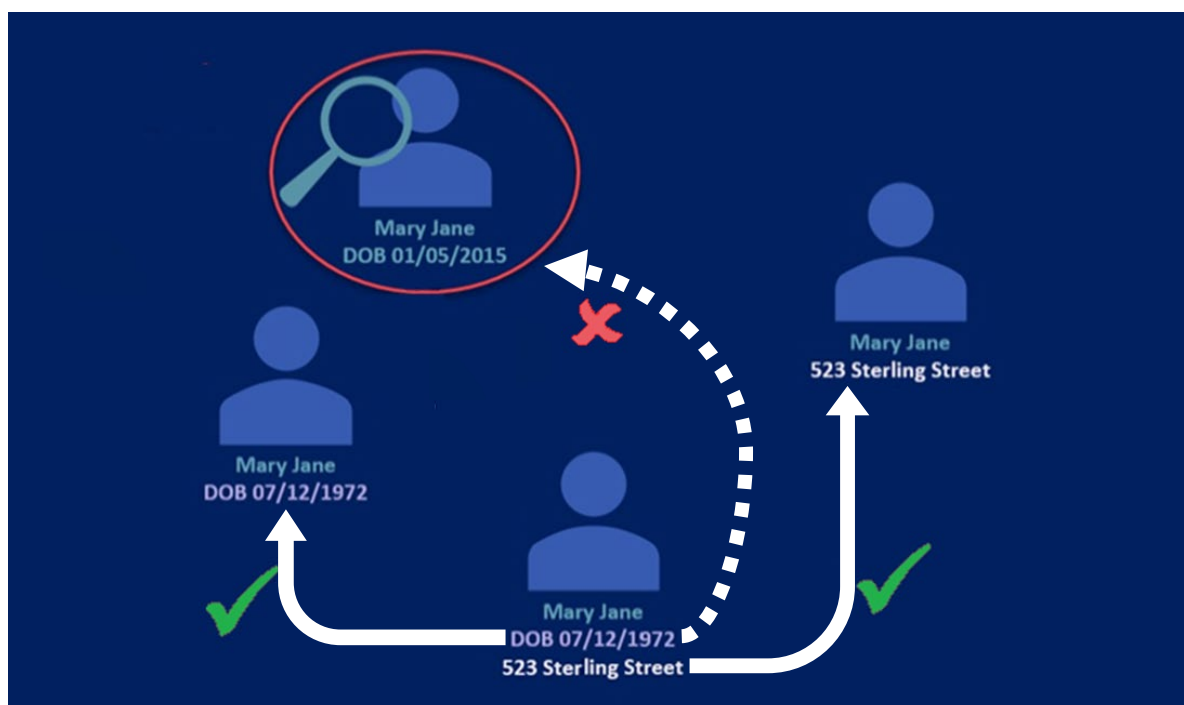 Mary Jane
DOB 01/05/2015
Mary Jane
523 Sterling Street
Mary Jane
DOB 07/12/1972
Mary Jane
DOB 07/12/1972
523 Sterling Street